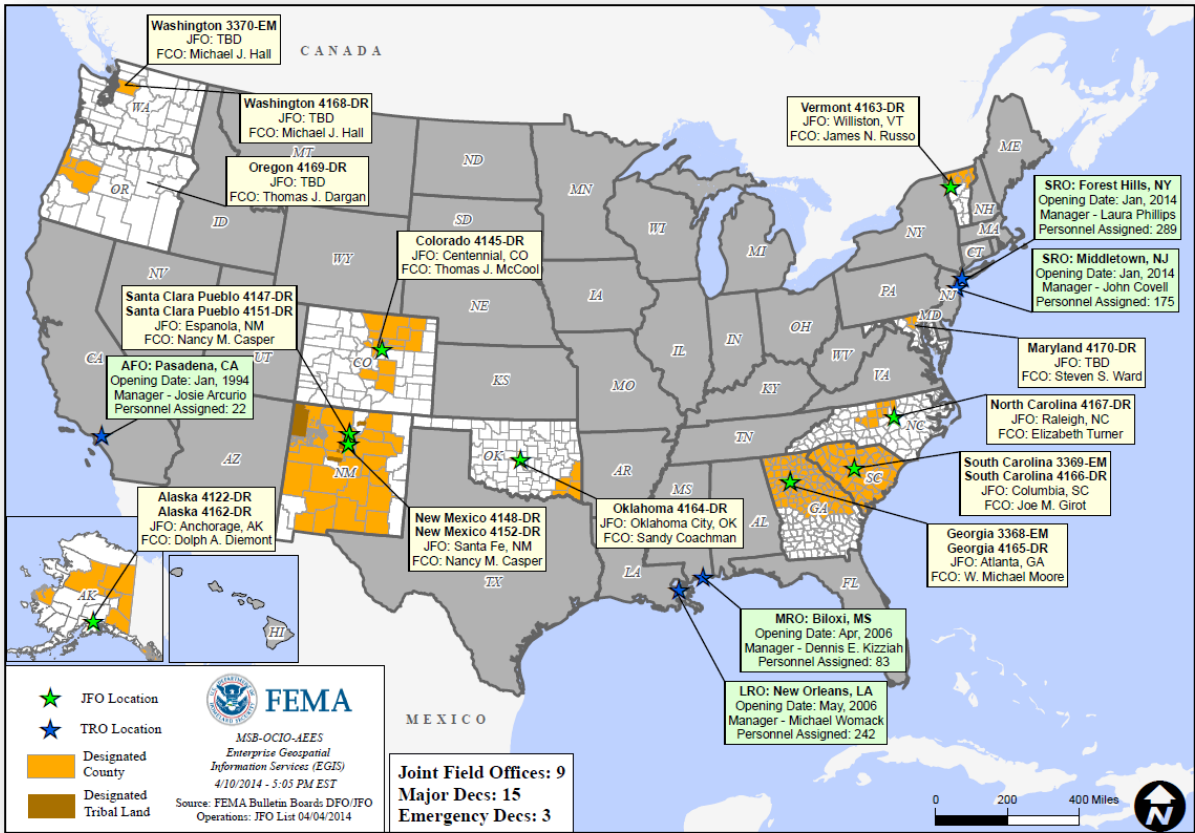 Washington 3370-EM
JFO: TBD
FCO: Michael J. Hall
CANADA
Washington 4168-DR
JFO: TBD
FCO: Michael J. Hall
Oregon 4169-DR
JFO: TBD
FCO: Thomas J. Dargan
Vermont 4163-DR
JFO: Williston, VT
FCO: James N. Russo
SRO: Forest Hills, NY
Opening Date: Jan, 2014
Manager - Laura Phillips
Personnel Assigned: 289
SRO: Middletown, NJ
Opening Date: Jan, 2014
Manager - John Covell
Personnel Assigned: 175
Colorado 4145-DR
JFO: Centennial, CO
FCO: Thomas J. McCool
Santa Clara Pueblo 4147-DR
Santa Clara Pueblo 4151-DR
JFO: Espanola, NM
FCO: Nancy M. Casper
AFO: Pasadena, CA
Opening Date: Jan, 1994
Manager - Josie Arcurio
Personnel Assigned: 22
Maryland 4170-DR
JFO: TBD
FCO: Steven S. Ward
North Carolina 4167-DR
JFO: Raleigh, NC
FCO: Elizabeth Turner
South Carolina 3369-EM
South Carolina 4166-DR
JFO: Columbia, SC
FCO: Joe M. Girot
Alaska 4122-DR
Alaska 4162-DR
JFO: Anchorage, AK
FCO: Dolph A. Diemont
New Mexico 4148-DR
New Mexico 4152-DR
JFO: Santa Fe, NM
FCO: Nancy M. Casper
Oklahoma 4164-DR
JFO: Oklahoma City, OK
FCO: Sandy Coachman
Georgia 3368-EM
Georgia 4165-DR
JFO: Atlanta, GA
FCO: W. Michael Moore
MRO: Biloxi, MS
Opening Date: Apr, 2006
Manager - Dennis E. Kizziah
Personnel Assigned: 83
LRO: New Orleans, LA
Opening Date: May, 2006
Manager - Michael Womack
Personnel Assigned: 242
WA
MT
ND
MN
ME
OR
ID
SD
WI
MI
NY
NH
MA
CT
WY
NV
NE
IA
PA
NJ
MD
OH
IN
IL
WV
VA
CA
UT
CO
KS
MO
KY
NC
TN
AZ
NM
OK
AR
SC
MS
AL
GA
TX
LA
FL
AK
HI
MEXICO
JFO Location
TRO Location
Designated
County
Designated
Tribal Land
FEMA
MSB-OCIO-AEES
Enterprise Geospatial
Information Services (EGIS)
4/10/2014 - 5:05 PM EST
Source: FEMA Bulletin Boards DFO/JFO
Operations: JFO List 04/04/2014
Joint Field Offices: 9
Major Decs: 15
Emergency Decs: 3
0 200 400 Miles
N